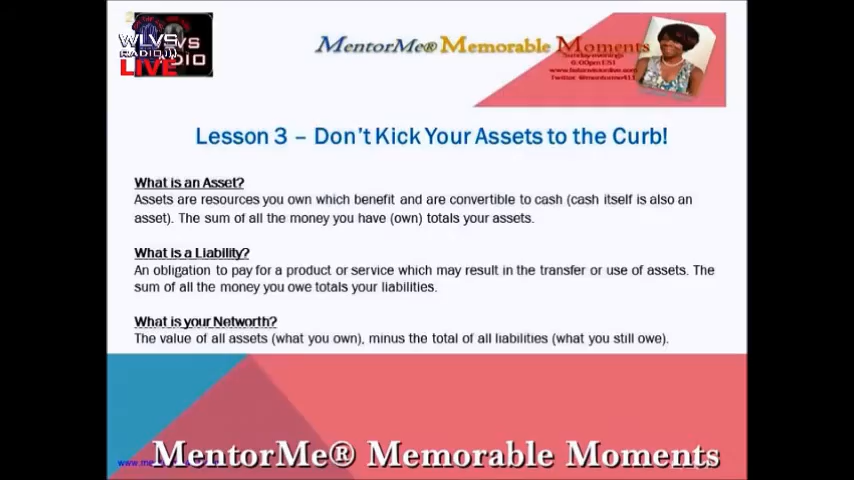 WLVS
RADIO
LIVE
MentorMe® Memorable Moments
6:00pm EST
Lesson 3 – Don't Kick Your Assets to the Curb!
What is an Asset?
Assets are resources you own which benefit and are convertible to cash (cash itself is also an
asset). The sum of all the money you have (own) totals your assets.
What is a Liability?
An obligation to pay for a product or service which may result in the transfer or use of assets. The
sum of all the money you owe totals your liabilities.
What is your Networth?
The value of all assets (what you own), minus the total of all liabilities (what you still owe).
MentorMe® Memorable Moments